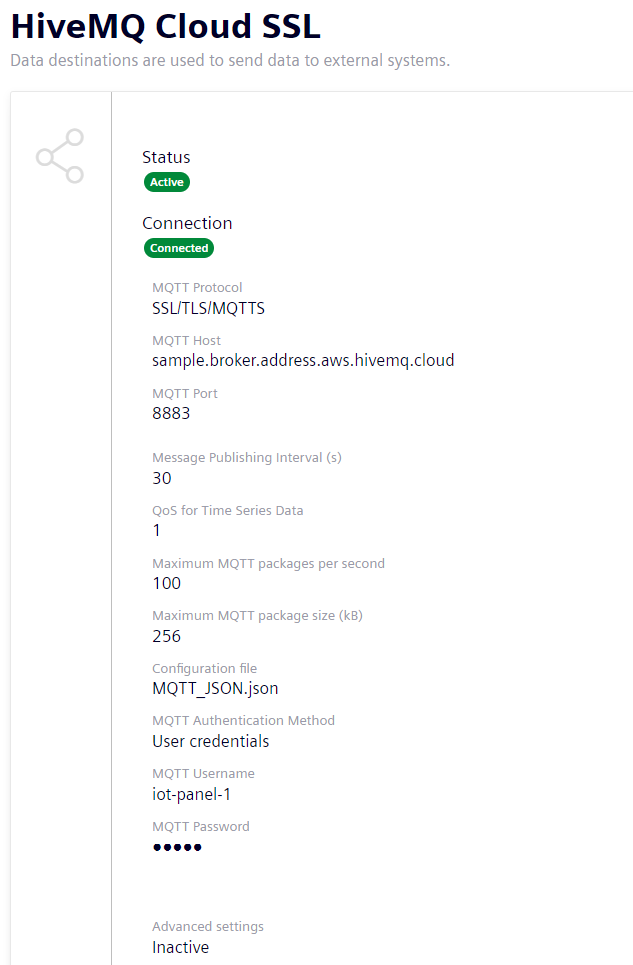 HiveMQ Cloud SSL
Data destinations are used to send data to external systems.
Status
Active
Connection
Connected
MQTT Protocol
SSL/TLS/MQTTS
MQTT Host
sample.broker.address.aws.hivemq.cloud
MQTT Port
8883
Message Publishing Interval (s)
30
QoS for Time Series Data
1
Maximum MQTT packages per second
100
Maximum MQTT package size (kB)
256
Configuration file
MQTT_JSON.json
MQTT Authentication Method
User credentials
MQTT Username
iot-panel-1
MQTT Password
●●●●●
Advanced settings
Inactive